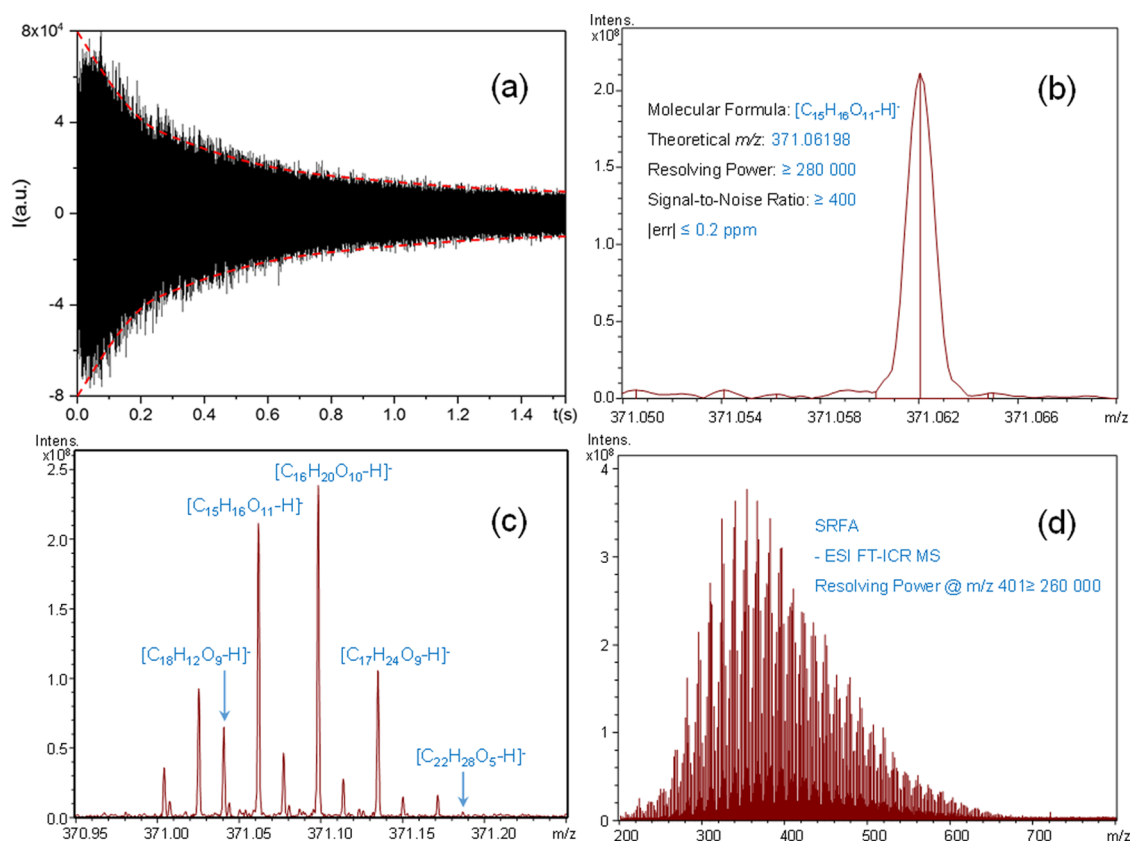 8x10⁴
4
0
-4
-8
I(a.u.)
(a)
0.0 0.2 0.4 0.6 0.8 1.0 1.2 1.4 t(s)
Intens.
x10⁸
2.0
1.5
1.0
0.5
0.0
(b)
Molecular Formula: [C₁₅H₁₆O₁₁-H]⁻
Theoretical m/z: 371.06198
Resolving Power: ≥ 280 000
Signal-to-Noise Ratio: ≥ 400
|err| ≤ 0.2 ppm
371.050 371.054 371.058 371.062 371.066 m/z
Intens.
x10⁸
2.5
2.0
1.5
1.0
0.5
0.0
[C₁₆H₂₀O₁₀-H]⁻
[C₁₅H₁₆O₁₁-H]⁻
(c)
[C₁₈H₁₂O₉-H]⁻
[C₁₇H₂₄O₉-H]⁻
[C₂₂H₂₈O₅-H]⁻
370.95 371.00 371.05 371.10 371.15 371.20 m/z
Intens.
x10⁸
4
3
2
1
0
(d)
SRFA
- ESI FT-ICR MS
Resolving Power @ m/z 401≥ 260 000
200 300 400 500 600 700 m/z